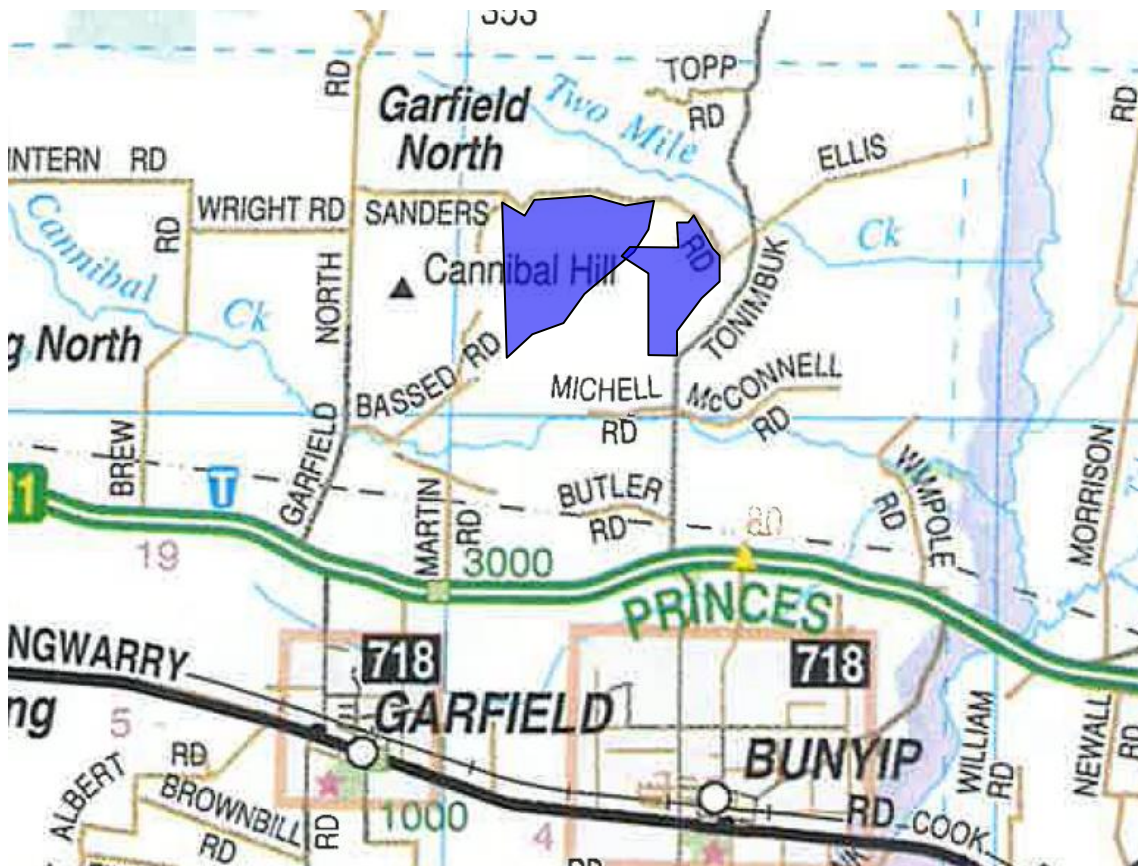 353
TOPP
RD
RD
Garfield
North
Two Mile
RD
INTERN RD
ELLIS
WRIGHT RD
SANDERS
RD
Cannibal
Ck
RD
Cannibal Hill
Ck
NORTH
TONIMBUK
g North
BASSED RD
MICHELL
RD
McCONNELL
RD
BREW
GARFIELD
MARTIN
RD
BUTLER
RD
WIMPOLE
RD
MORRISON
19
3000
PRINCES
NGWARRY
718
718
ng
5
GARFIELD
BUNYIP
RD
ALBERT
BROWNBILL
RD
RD
1000
4
WILLIAM
RD
NEWALL
RD
RD
COOK